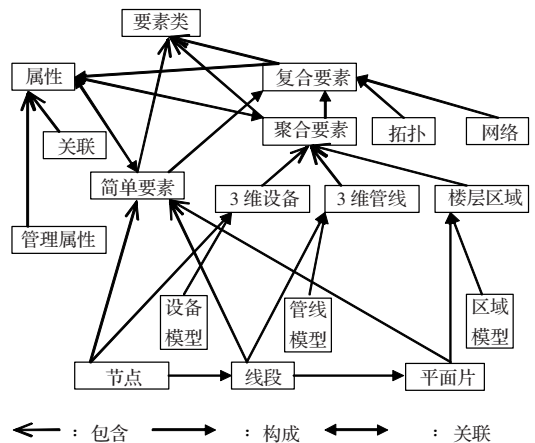 要素类
属性
复合要素
关联
聚合要素
拓扑
网络
简单要素
3 维设备
3 维管线
楼层区域
管理属性
设备
模型
管线
模型
区域
模型
节点
线段
平面片
：包含
：构成
：关联